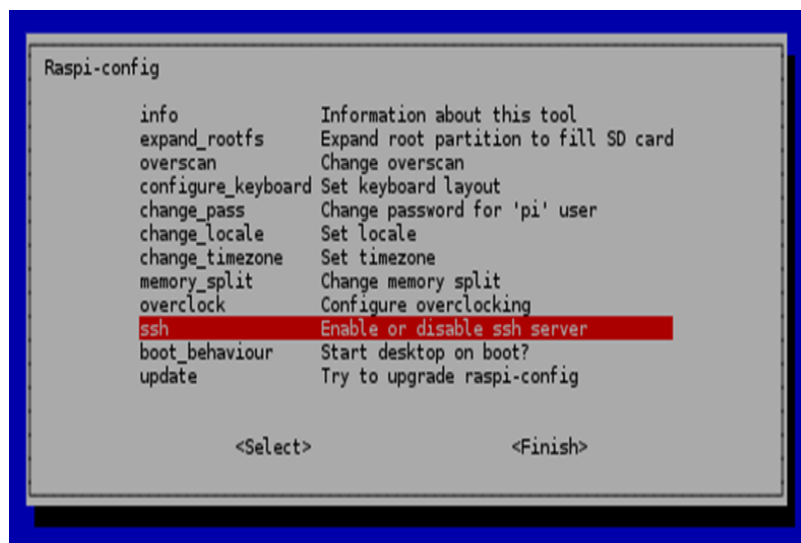 Raspi-config
info Information about this tool
expand_rootfs Expand root partition to fill SD card
overscan Change overscan
configure_keyboard Set keyboard layout
change_pass Change password for 'pi' user
change_locale Set locale
change_timezone Set timezone
memory_split Change memory split
overclock Configure overclocking
ssh Enable or disable ssh server
boot_behaviour Start desktop on boot?
update Try to upgrade raspi-config
<Select> <Finish>